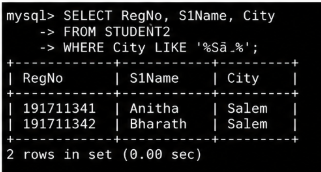 mysql> SELECT RegNo, S1Name, City
-> FROM STUDENT2
-> WHERE City LIKE '%Sā.%';
+-----------+---------+-------+
| RegNo | S1Name | City |
+-----------+---------+-------+
| 191711341 | Anitha | Salem |
| 191711342 | Bharath | Salem |
+-----------+---------+-------+
2 rows in set (0.00 sec)